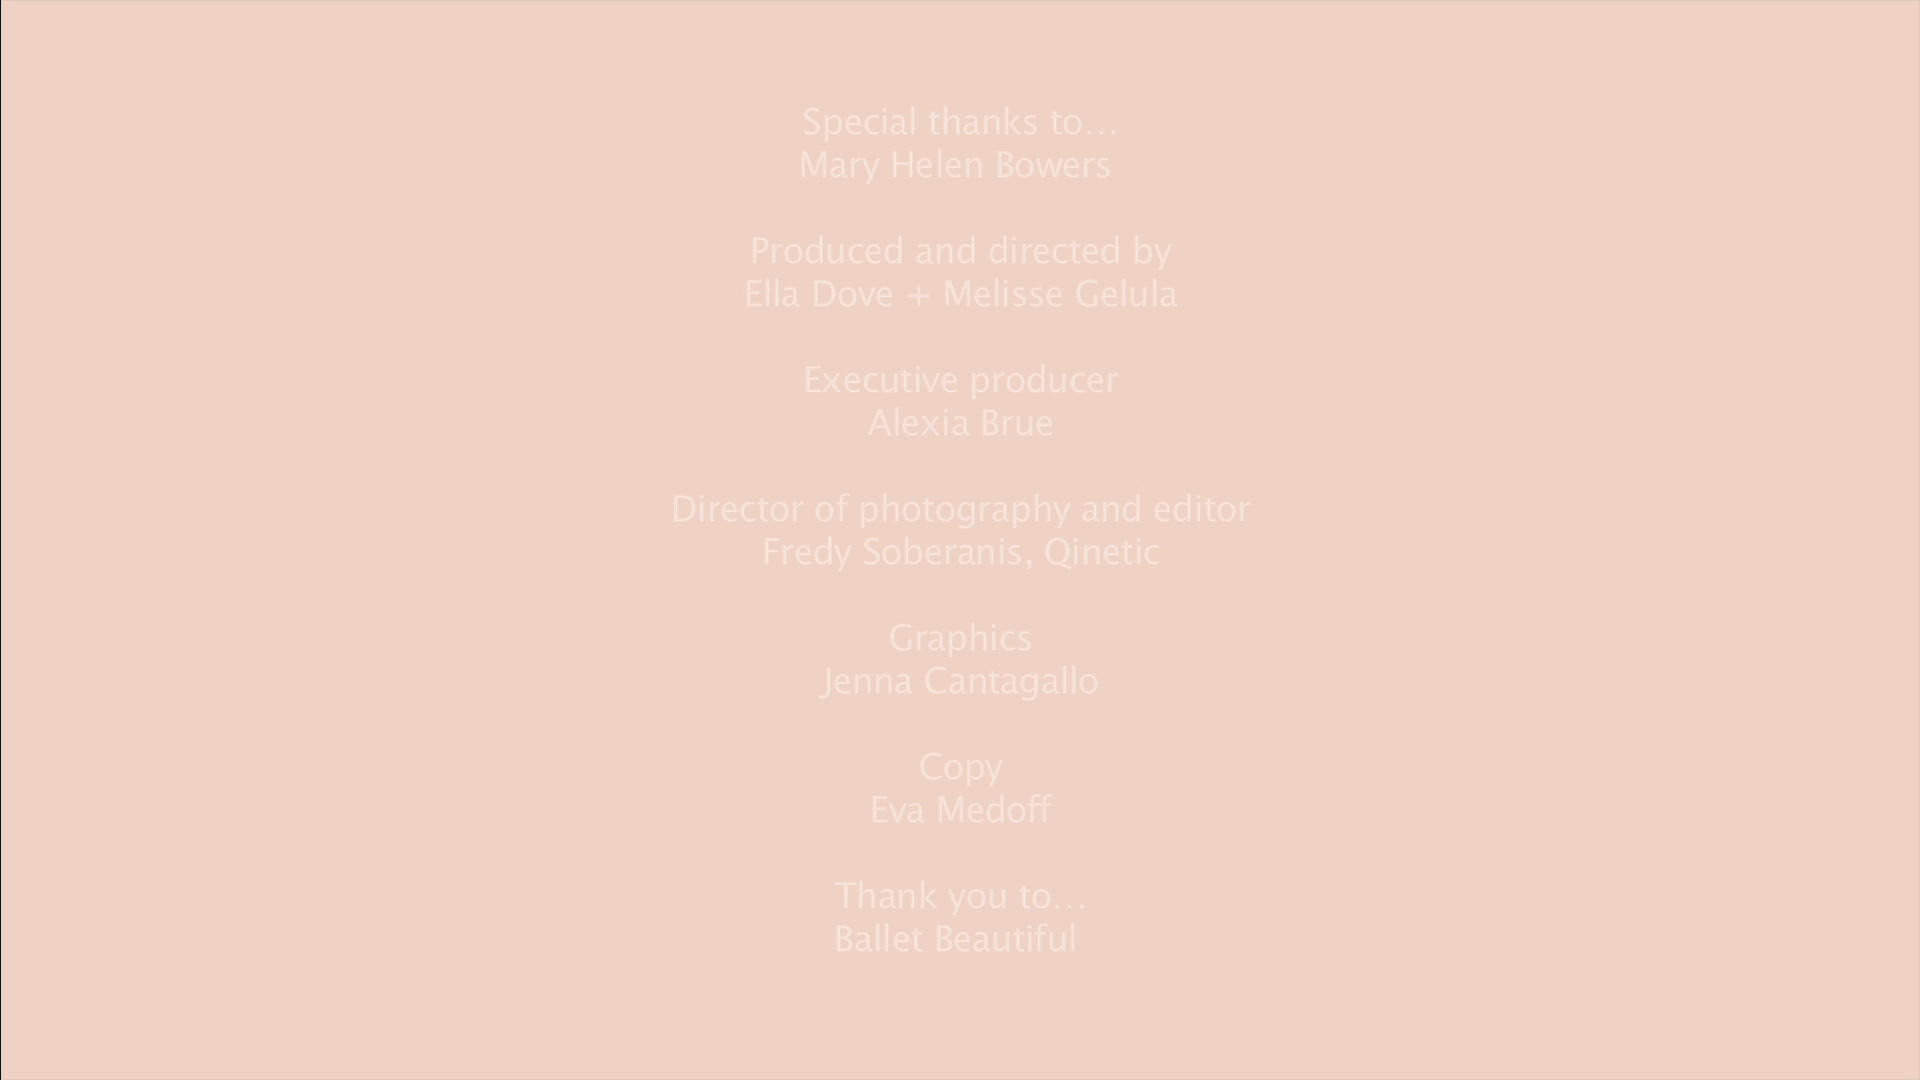 Special thanks to...
Mary Helen Bowers
Produced and directed by
Ella Dove + Melisse Gelula
Executive producer
Alexia Brue
Director of photography and editor
Fredy Soberanis, Qinetic
Graphics
Jenna Cantagallo
Copy
Eva Medoff
Thank you to...
Ballet Beautiful